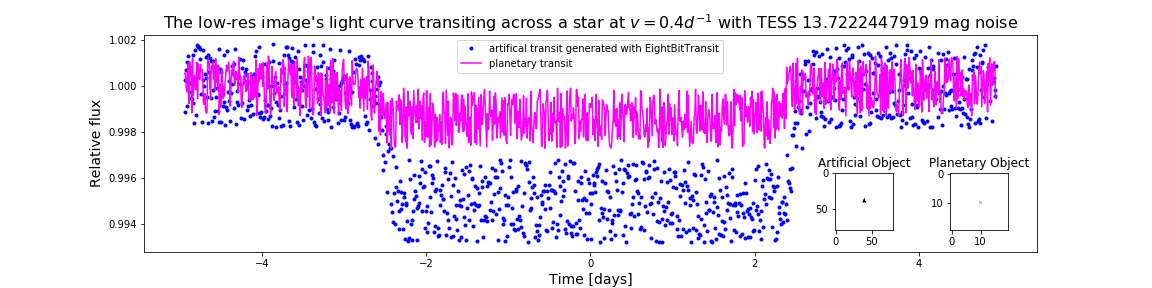 The low-res image's light curve transiting across a star at v = 0.4d⁻¹ with TESS 13.7222447919 mag noise
artifical transit generated with EightBitTransit
planetary transit
Relative flux
1.002
1.000
0.998
0.996
0.994
Artificial Object
0
50
0 50
Planetary Object
0
10
0 10
−4 −2 0 2 4
Time [days]